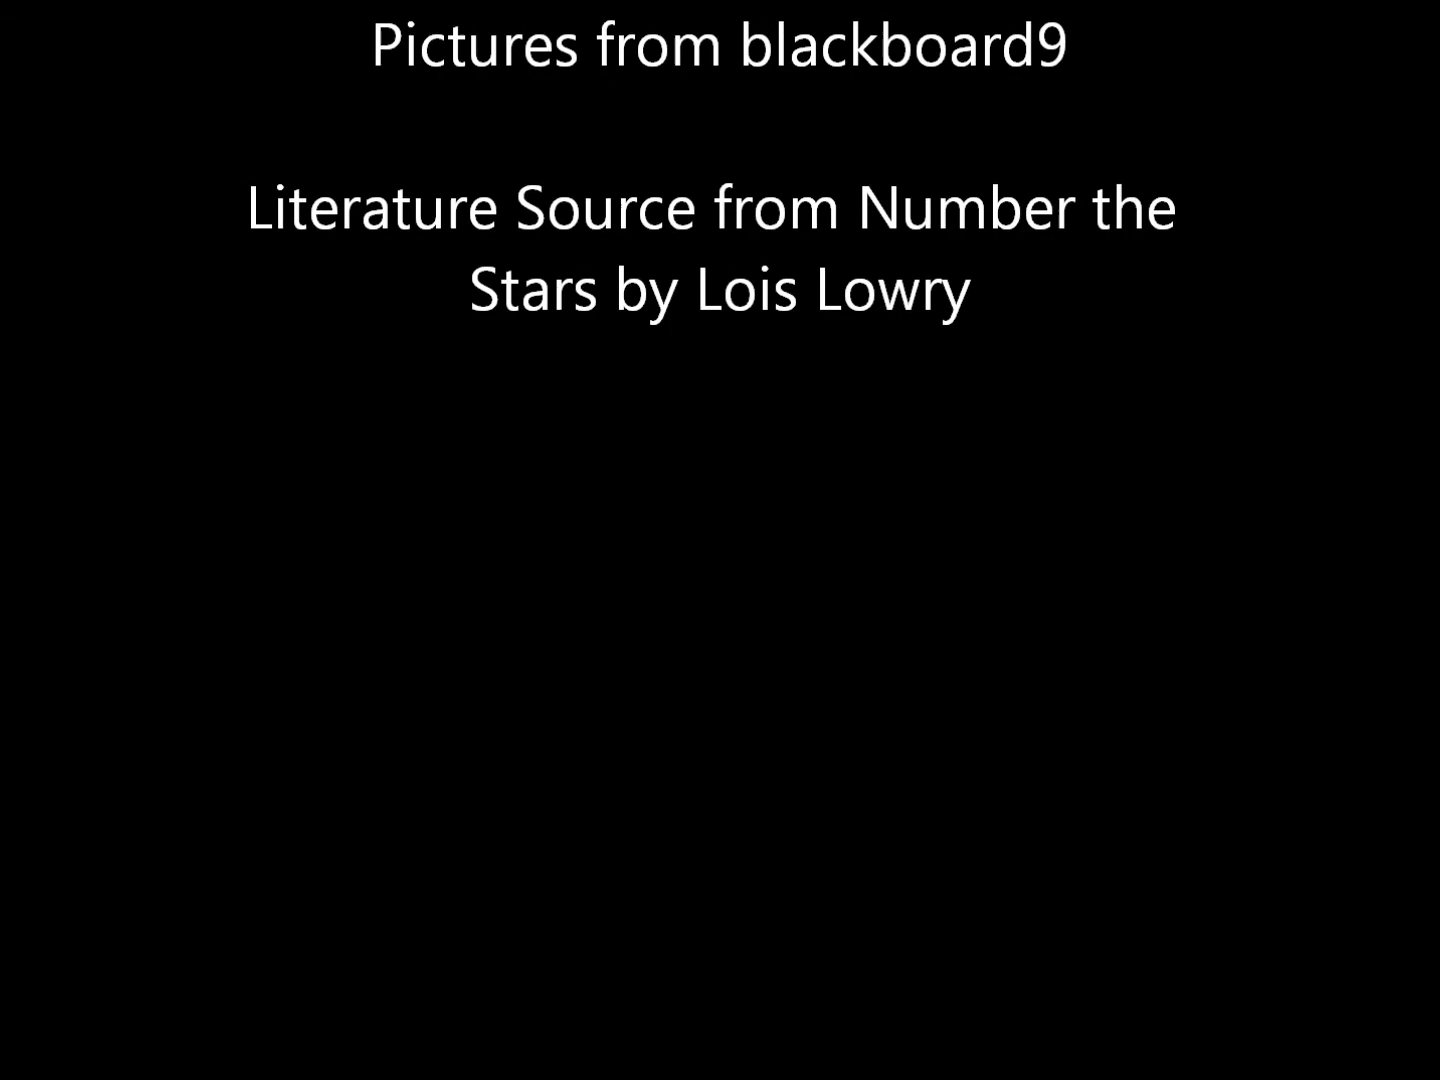 Pictures from blackboard9
Literature Source from Number the
Stars by Lois Lowry